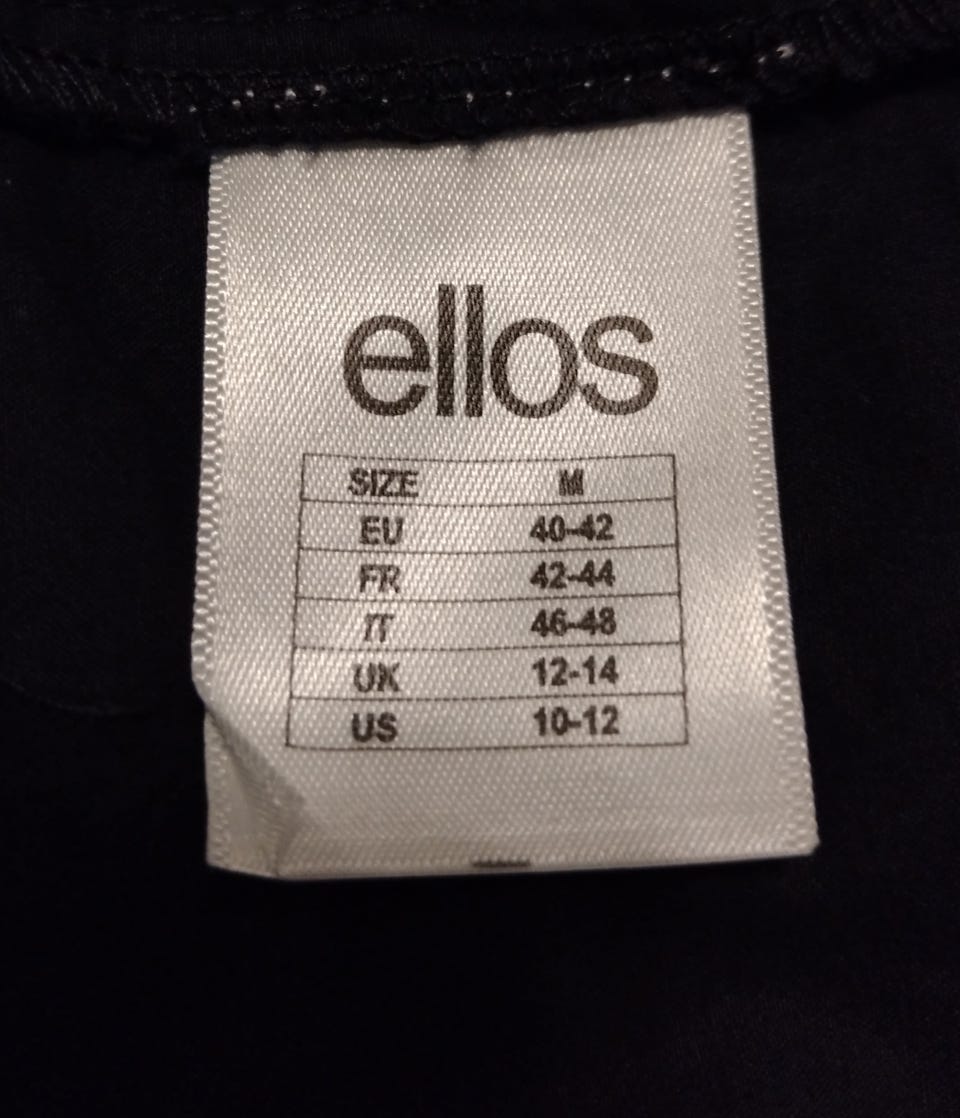 ellos
SIZE M
EU 40-42
FR 42-44
IT 46-48
UK 12-14
US 10-12